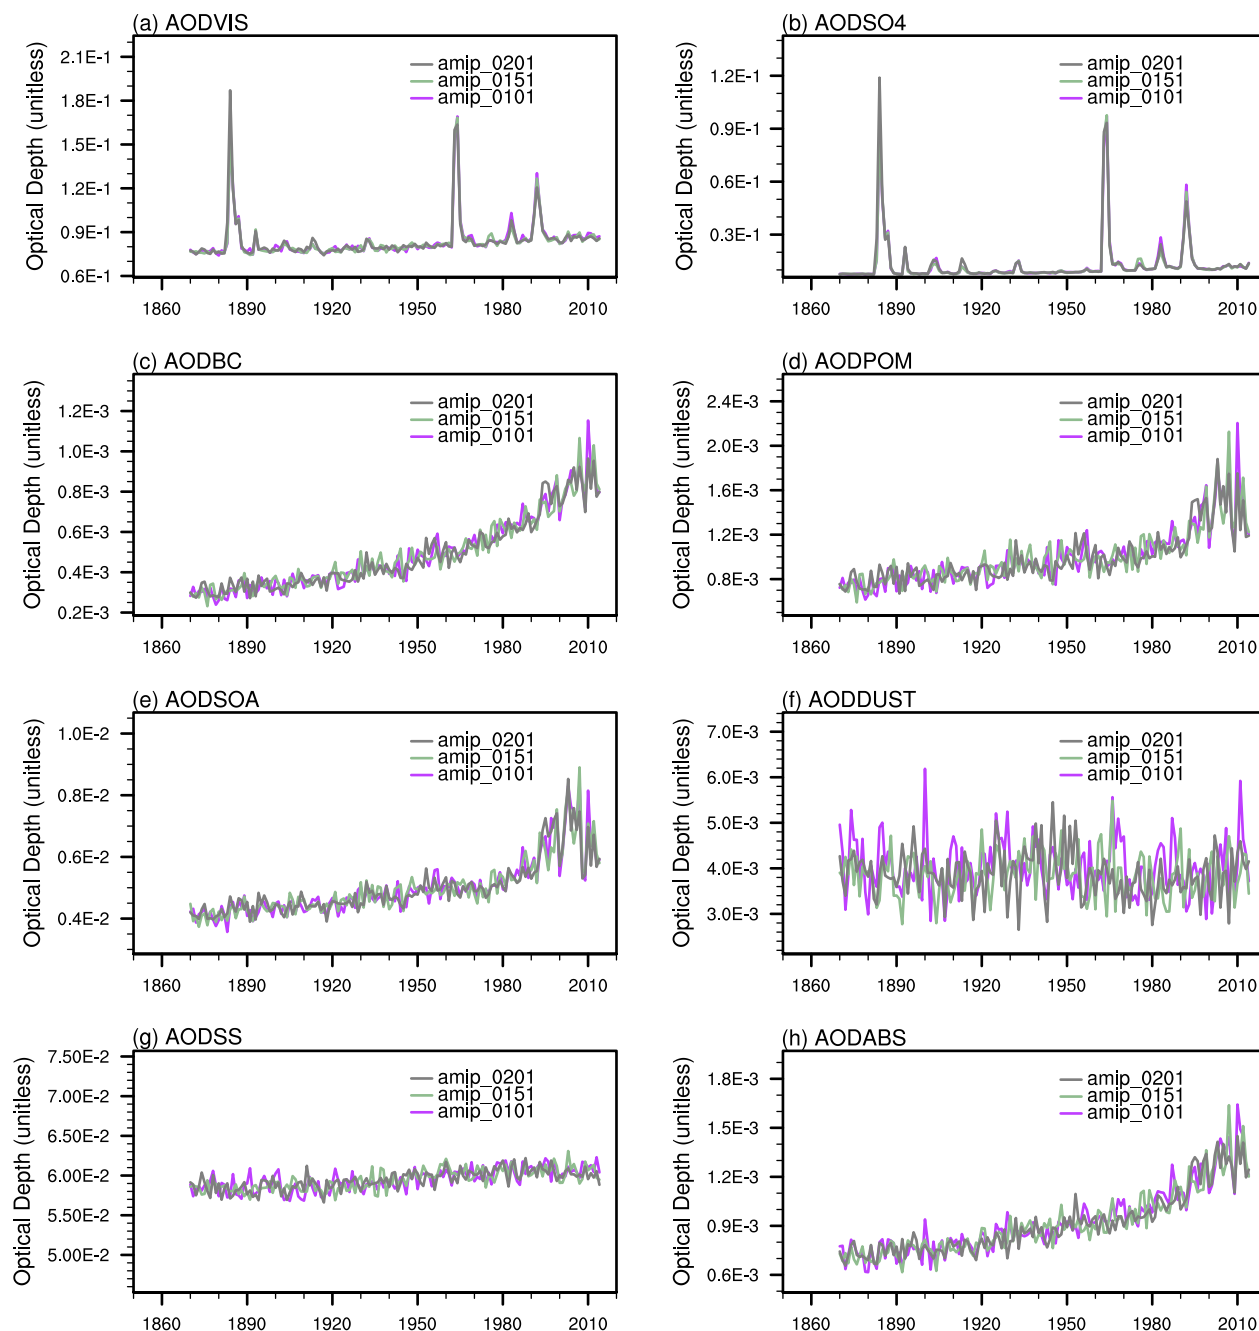 (a) AODVIS
Optical Depth (unitless)
2.1E-1
1.8E-1
1.5E-1
1.2E-1
0.9E-1
0.6E-1
amip_0201
amip_0151
amip_0101
1860 1890 1920 1950 1980 2010
(b) AODSO4
Optical Depth (unitless)
1.2E-1
0.9E-1
0.6E-1
0.3E-1
amip_0201
amip_0151
amip_0101
1860 1890 1920 1950 1980 2010
(c) AODBC
Optical Depth (unitless)
1.2E-3
1.0E-3
0.8E-3
0.6E-3
0.4E-3
0.2E-3
amip_0201
amip_0151
amip_0101
1860 1890 1920 1950 1980 2010
(d) AODPOM
Optical Depth (unitless)
2.4E-3
2.0E-3
1.6E-3
1.2E-3
0.8E-3
amip_0201
amip_0151
amip_0101
1860 1890 1920 1950 1980 2010
(e) AODSOA
Optical Depth (unitless)
1.0E-2
0.8E-2
0.6E-2
0.4E-2
amip_0201
amip_0151
amip_0101
1860 1890 1920 1950 1980 2010
(f) AODDUST
Optical Depth (unitless)
7.0E-3
6.0E-3
5.0E-3
4.0E-3
3.0E-3
amip_0201
amip_0151
amip_0101
1860 1890 1920 1950 1980 2010
(g) AODSS
Optical Depth (unitless)
7.50E-2
7.00E-2
6.50E-2
6.00E-2
5.50E-2
5.00E-2
amip_0201
amip_0151
amip_0101
1860 1890 1920 1950 1980 2010
(h) AODABS
Optical Depth (unitless)
1.8E-3
1.5E-3
1.2E-3
0.9E-3
0.6E-3
amip_0201
amip_0151
amip_0101
1860 1890 1920 1950 1980 2010